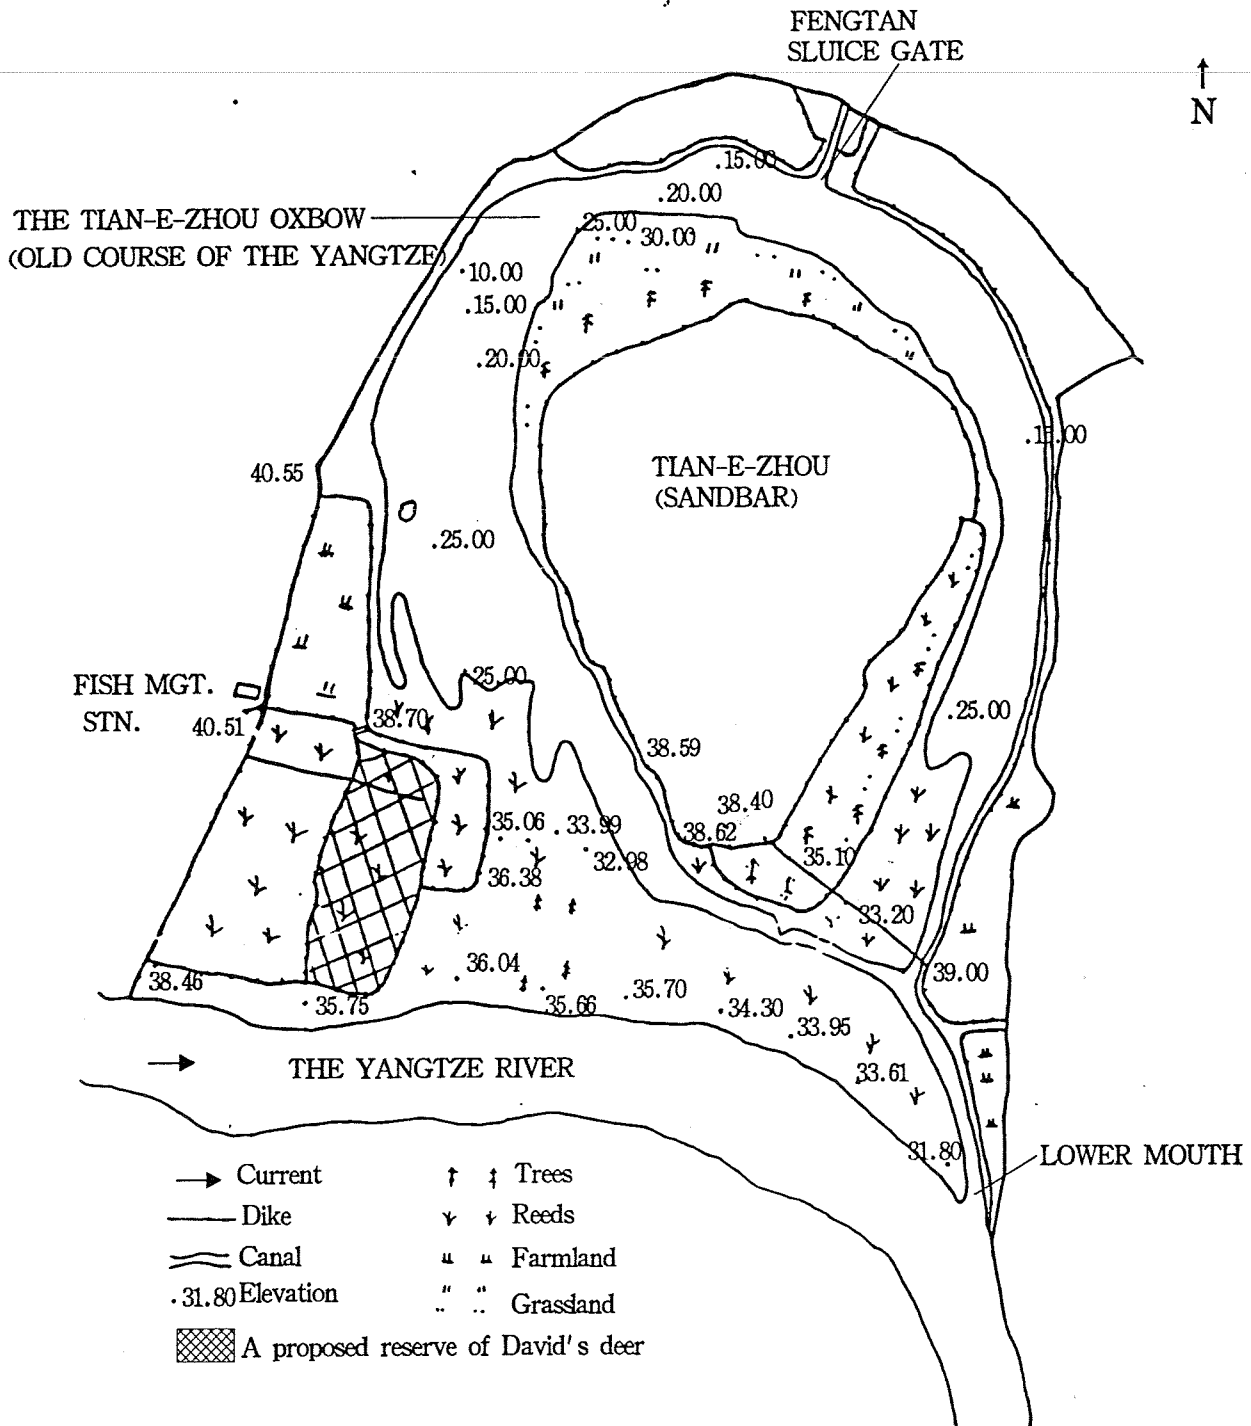 FENGTAN
SLUICE GATE
N
.15.00
.20.00
THE TIAN-E-ZHOU OXBOW
(OLD COURSE OF THE YANGTZE)
25.00
30.00
.10.00
.15.00
.20.00
.15.00
TIAN-E-ZHOU
(SANDBAR)
40.55
.25.00
25.00
FISH MGT.
STN.
40.51
38.70
.25.00
38.59
38.40
35.06
.33.99
38.62
32.98
35.10
36.38
33.20
36.04
39.00
38.46
35.75
35.66
.35.70
.34.30
.33.95
THE YANGTZE RIVER
33.61
31.80
LOWER MOUTH
Current
Trees
Dike
Reeds
Canal
Farmland
.31.80 Elevation
Grassland
A proposed reserve of David's deer